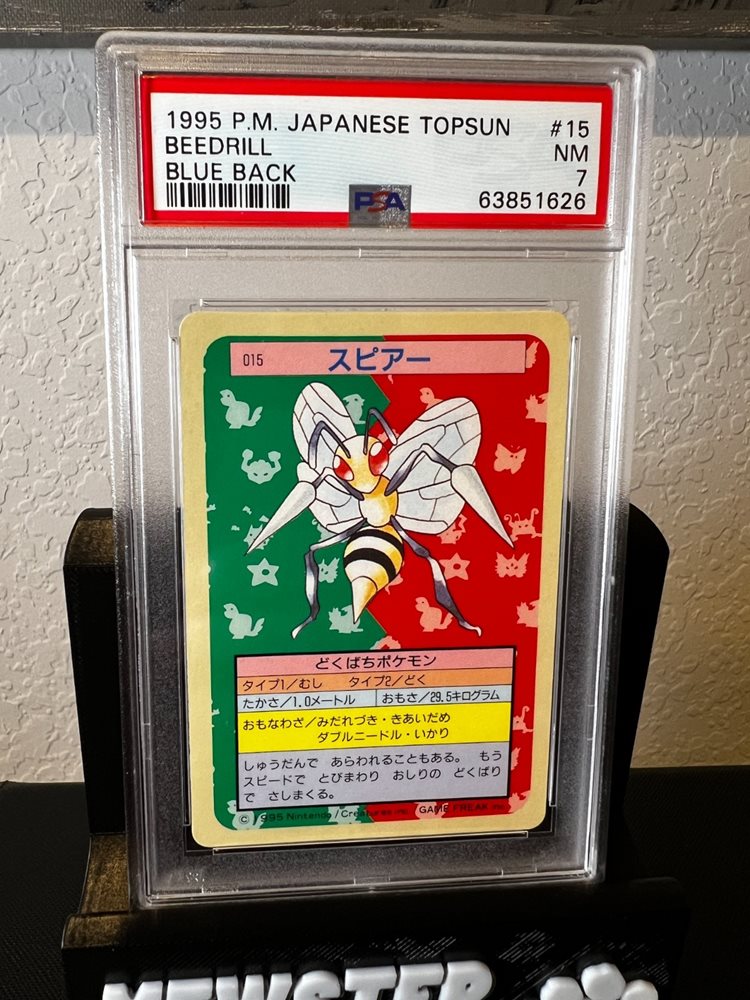 1995 P.M. JAPANESE TOPSUN #15
BEEDRILL NM
BLUE BACK 7
PSA 63851626
015 スピアー
どくばちポケモン
タイプ1/むし タイプ2/どく
たかさ/1.0メートル おもさ/29.5キログラム
おもなわざ/みだれづき・きあいだめ
ダブルニードル・いかり
しゅうだんで あらわれることもある。 もう
スピードで とびまわり おしりの どくばり
で さしまくる。
© 1995 Nintendo/Creatures inc. GAME FREAK inc.